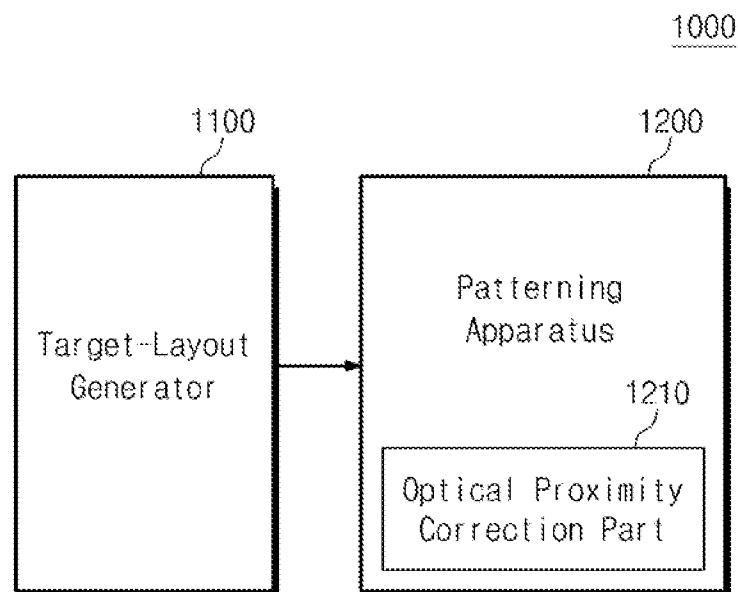 1000
1100
1200
Target-Layout
Generator
Patterning
Apparatus
1210
Optical Proximity
Correction Part